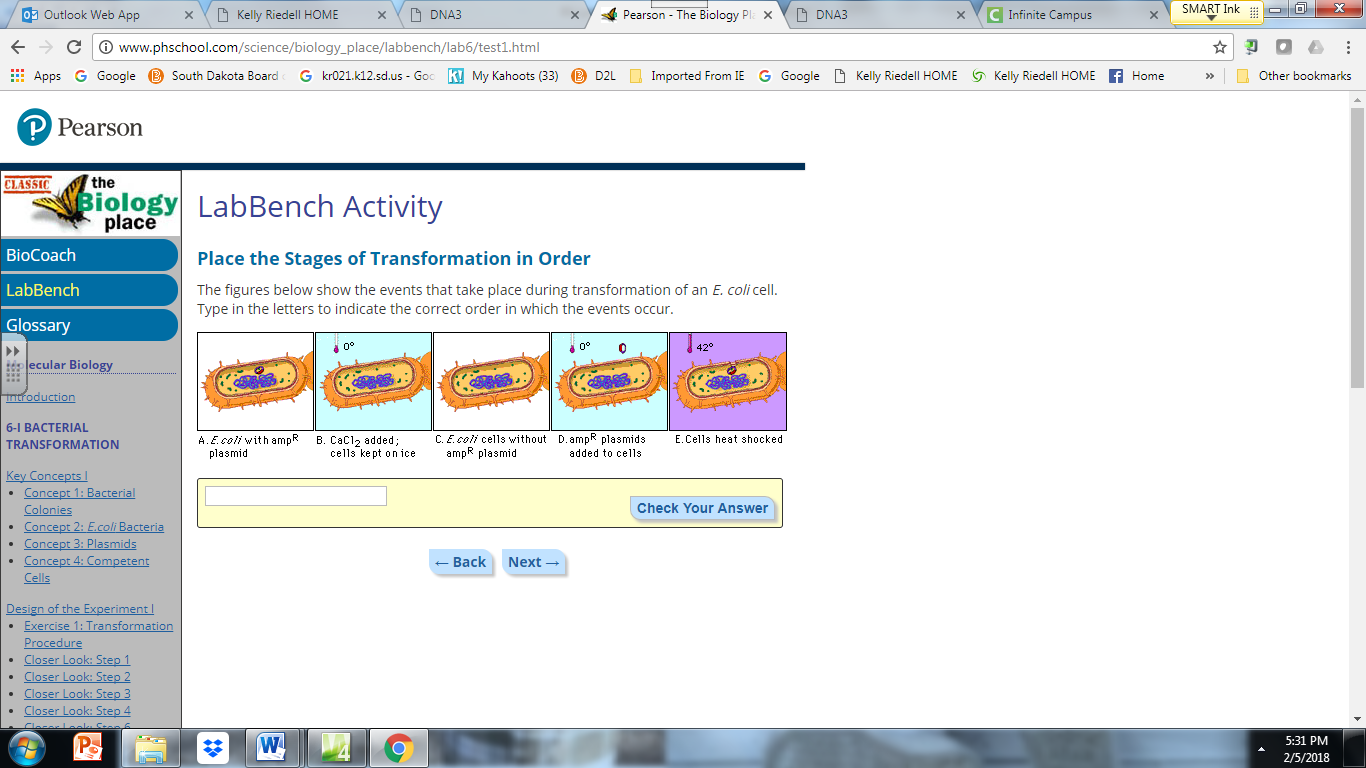 Outlook Web App
Kelly Riedell HOME
DNA3
Pearson - The Biology Pl
DNA3
Infinite Campus
SMART Ink
www.phschool.com/science/biology_place/labbench/lab6/test1.html
Apps
Google
South Dakota Board
kr021.k12.sd.us - Goo
My Kahoots (33)
D2L
Imported From IE
Google
Kelly Riedell HOME
Kelly Riedell HOME
Home
»
Other bookmarks
Pearson
CLASSIC the
Biology
place
BioCoach
LabBench
Glossary
Molecular Biology
Introduction
6-I BACTERIAL
TRANSFORMATION
Key Concepts I
• Concept 1: Bacterial
Colonies
• Concept 2: E.coli Bacteria
• Concept 3: Plasmids
• Concept 4: Competent
Cells
Design of the Experiment I
• Exercise 1: Transformation
Procedure
• Closer Look: Step 1
• Closer Look: Step 2
• Closer Look: Step 3
• Closer Look: Step 4
LabBench Activity
Place the Stages of Transformation in Order
The figures below show the events that take place during transformation of an E. coli cell.
Type in the letters to indicate the correct order in which the events occur.
0°
0°
42°
A. E.coli with ampR
plasmid
B. CaCl2 added;
cells kept on ice
C. E.coli cells without
ampR plasmid
D. ampR plasmids
added to cells
E. Cells heat shocked
Check Your Answer
← Back
Next →
5:31 PM
2/5/2018